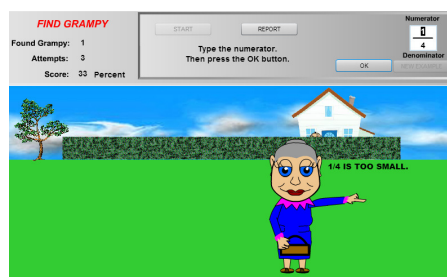 FIND GRAMPY
Found Grampy: 1
Attempts: 3
Score: 33 Percent
START
REPORT
Type the numerator.
Then press the OK button.
OK
Numerator
4
Denominator
1/4 IS TOO SMALL.